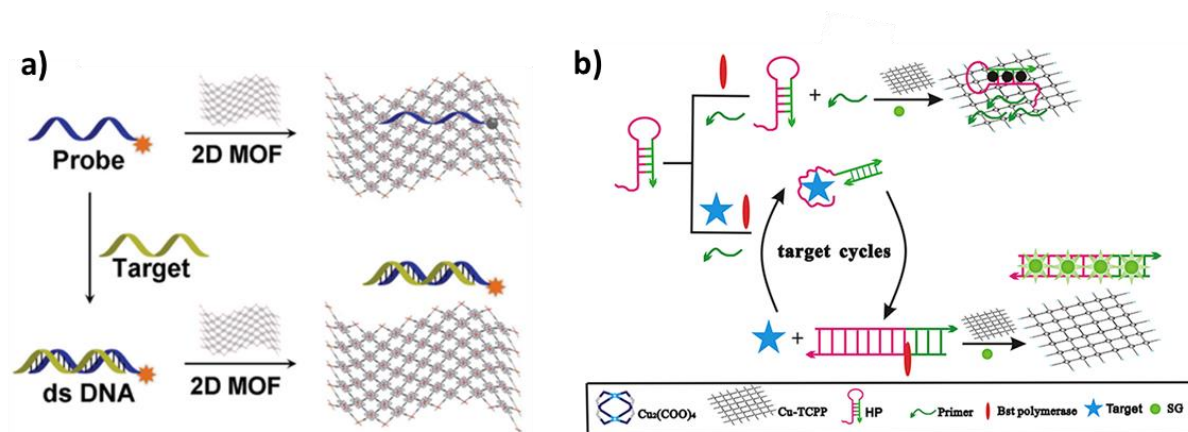 a)
Probe
2D MOF
Target
ds DNA
2D MOF
b)
+
target cycles
+
Cu₂(COO)₄
Cu-TCPP
HP
Primer
Bst polymerase
Target
SG